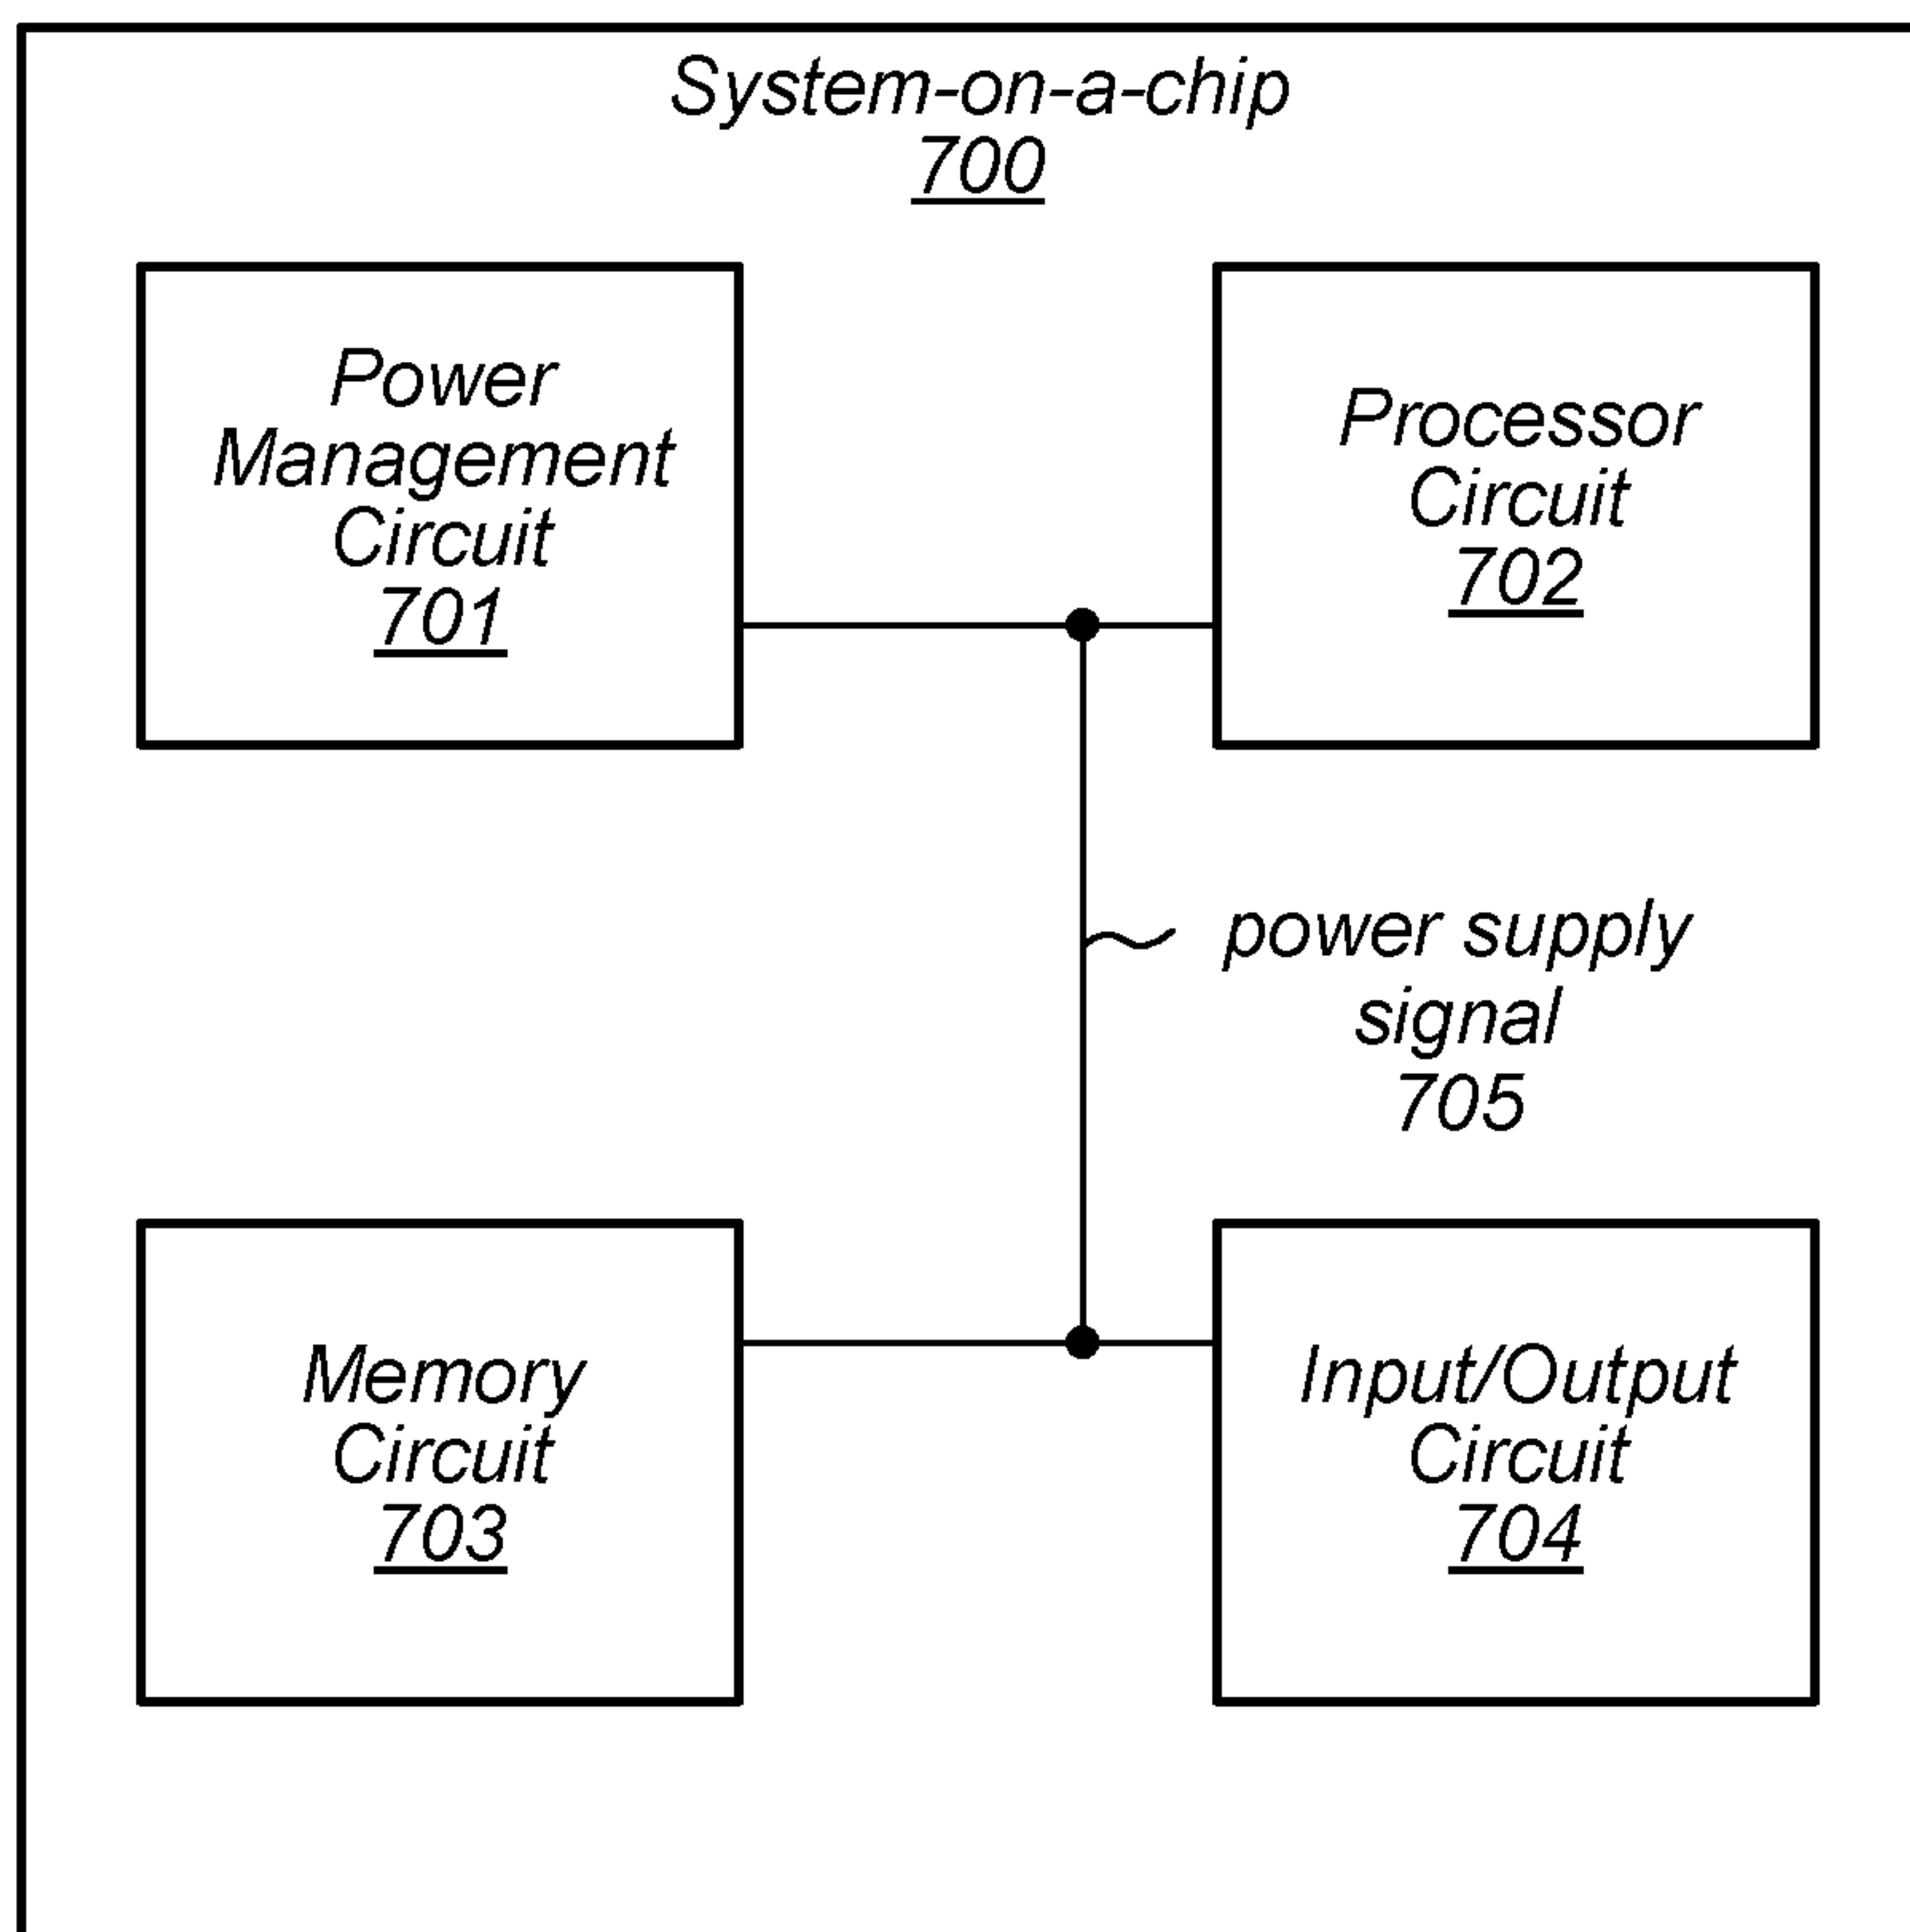 System-on-a-chip
700
Power
Management
Circuit
701
Processor
Circuit
702
power supply
signal
705
Memory
Circuit
703
Input/Output
Circuit
704